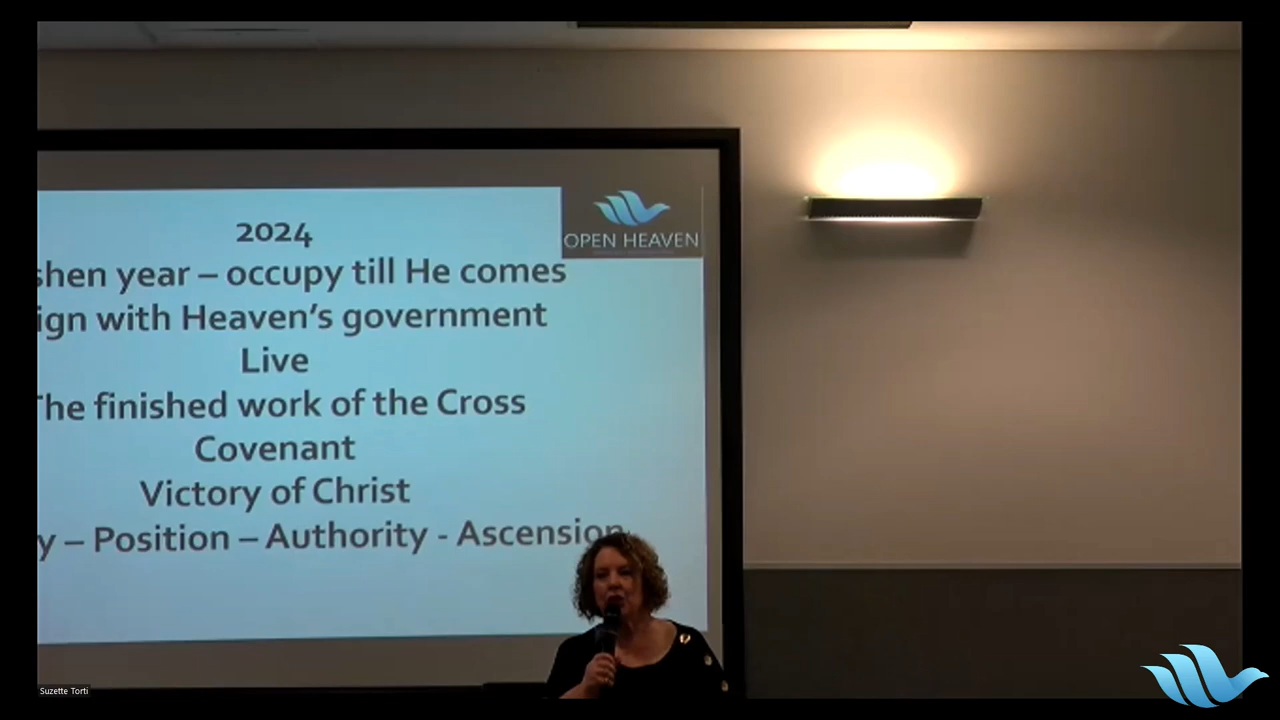 2024
shen year – occupy till He comes
ign with Heaven's government
Live
The finished work of the Cross
Covenant
Victory of Christ
y – Position – Authority - Ascension
OPEN HEAVEN
Suzette Torti